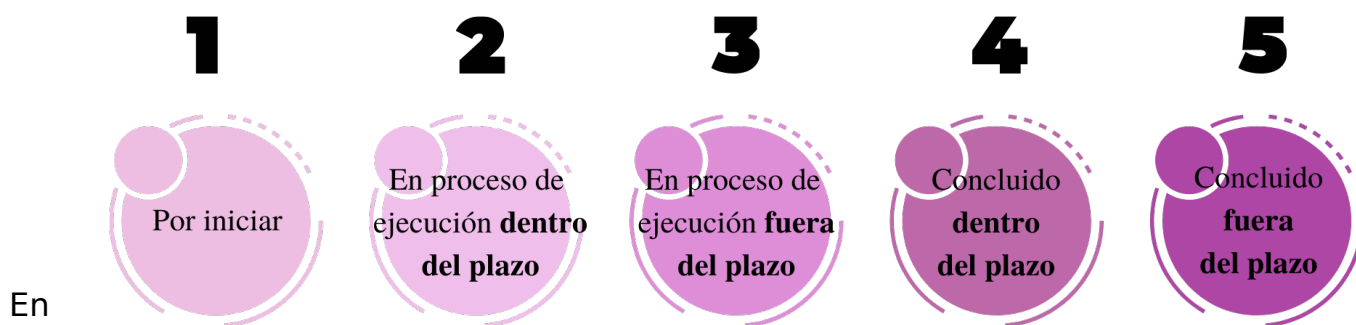 1
2
3
4
5
Por iniciar
En proceso de
ejecución dentro
del plazo
En proceso de
ejecución fuera
del plazo
Concluido
dentro
del plazo
Concluido
fuera
del plazo
En